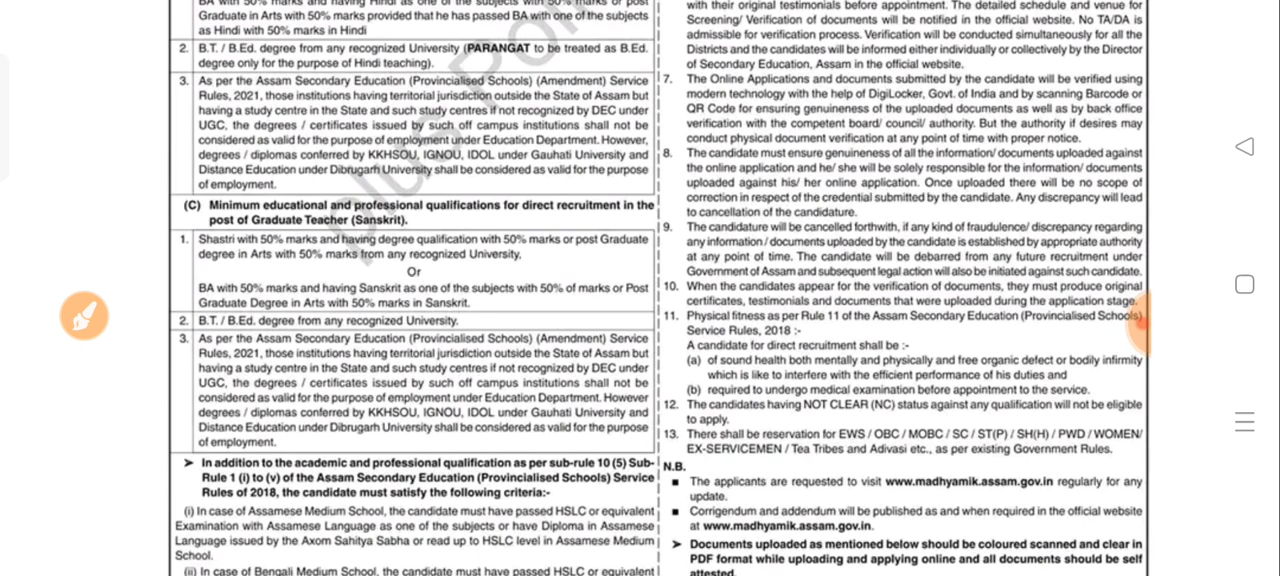 BA with 50% marks and having Hindi as one of the subjects with 50% marks or post
Graduate in Arts with 50% marks provided that he has passed BA with one of the subjects
as Hindi with 50% marks in Hindi
2. B.T. / B.Ed. degree from any recognized University (PARANGAT to be treated as B.Ed.
degree only for the purpose of Hindi teaching).
3. As per the Assam Secondary Education (Provincialised Schools) (Amendment) Service
Rules, 2021, those institutions having territorial jurisdiction outside the State of Assam but
having a study centre in the State and such study centres if not recognized by DEC under
UGC, the degrees / certificates issued by such off campus institutions shall not be
considered as valid for the purpose of employment under Education Department. However,
degrees / diplomas conferred by KKHSOU, IGNOU, IDOL under Gauhati University and
Distance Education under Dibrugarh University shall be considered as valid for the purpose
of employment.
(C) Minimum educational and professional qualifications for direct recruitment in the
post of Graduate Teacher (Sanskrit).
1. Shastri with 50% marks and having degree qualification with 50% marks or post Graduate
degree in Arts with 50% marks from any recognized University.
Or
BA with 50% marks and having Sanskrit as one of the subjects with 50% of marks or Post
Graduate Degree in Arts with 50% marks in Sanskrit.
2. B.T. / B.Ed. degree from any recognized University.
3. As per the Assam Secondary Education (Provincialised Schools) (Amendment) Service
Rules, 2021, those institutions having territorial jurisdiction outside the State of Assam but
having a study centre in the State and such study centres if not recognized by DEC under
UGC, the degrees / certificates issued by such off campus institutions shall not be
considered as valid for the purpose of employment under Education Department. However
degrees / diplomas conferred by KKHSOU, IGNOU, IDOL under Gauhati University and
Distance Education under Dibrugarh University shall be considered as valid for the purpose
of employment.
➤ In addition to the academic and professional qualification as per sub-rule 10 (5) Sub-
Rule 1 (i) to (v) of the Assam Secondary Education (Provincialised Schools) Service
Rules of 2018, the candidate must satisfy the following criteria:-
(i) In case of Assamese Medium School, the candidate must have passed HSLC or equivalent
Examination with Assamese Language as one of the subjects or have Diploma in Assamese
Language issued by the Axom Sahitya Sabha or read up to HSLC level in Assamese Medium
School.
(ii) In case of Bengali Medium School, the candidate must have passed HSLC or equivalent
with their original testimonials before appointment. The detailed schedule and venue for
Screening/ Verification of documents will be notified in the official website. No TA/DA is
admissible for verification process. Verification will be conducted simultaneously for all the
Districts and the candidates will be informed either individually or collectively by the Director
of Secondary Education, Assam in the official website.
7. The Online Applications and documents submitted by the candidate will be verified using
modern technology with the help of DigiLocker, Govt. of India and by scanning Barcode or
QR Code for ensuring genuineness of the uploaded documents as well as by back office
verification with the competent board/ council/ authority. But the authority if desires may
conduct physical document verification at any point of time with proper notice.
8. The candidate must ensure genuineness of all the information/ documents uploaded against
the online application and he/ she will be solely responsible for the information/ documents
uploaded against his/ her online application. Once uploaded there will be no scope of
correction in respect of the credential submitted by the candidate. Any discrepancy will lead
to cancellation of the candidature.
9. The candidature will be cancelled forthwith, if any kind of fraudulence/ discrepancy regarding
any information / documents uploaded by the candidate is established by appropriate authority
at any point of time. The candidate will be debarred from any future recruitment under
Government of Assam and subsequent legal action will also be initiated against such candidate.
10. When the candidates appear for the verification of documents, they must produce original
certificates, testimonials and documents that were uploaded during the application stage.
11. Physical fitness as per Rule 11 of the Assam Secondary Education (Provincialised Schools)
Service Rules, 2018 :-
A candidate for direct recruitment shall be :-
(a) of sound health both mentally and physically and free organic defect or bodily infirmity
which is like to interfere with the efficient performance of his duties and
(b) required to undergo medical examination before appointment to the service.
12. The candidates having NOT CLEAR (NC) status against any qualification will not be eligible
to apply.
13. There shall be reservation for EWS / OBC / MOBC / SC / ST(P) / SH(H) / PWD / WOMEN/
EX-SERVICEMEN / Tea Tribes and Adivasi etc., as per existing Government Rules.
N.B.
■ The applicants are requested to visit www.madhyamik.assam.gov.in regularly for any
update.
■ Corrigendum and addendum will be published as and when required in the official website
at www.madhyamik.assam.gov.in.
➤ Documents uploaded as mentioned below should be coloured scanned and clear in
PDF format while uploading and applying online and all documents should be self
attested.